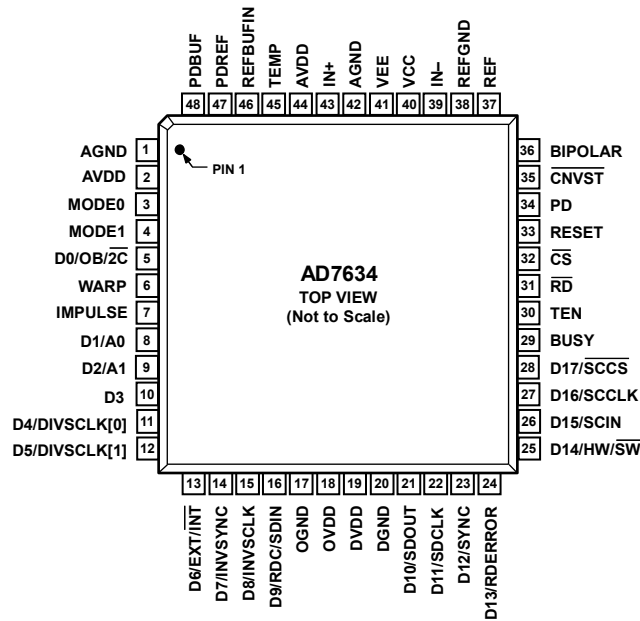 PDBUF
PDREF
REFBUFIN
TEMP
AVDD
IN+
AGND
VEE
VCC
IN–
REFGND
REF
48 47 46 45 44 43 42 41 40 39 38 37
AGND 1
AVDD 2
MODE0 3
MODE1 4
D0/OB/2C̅ 5
WARP 6
IMPULSE 7
D1/A0 8
D2/A1 9
D3 10
D4/DIVSCLK[0] 11
D5/DIVSCLK[1] 12
PIN 1
AD7634
TOP VIEW
(Not to Scale)
36 BIPOLAR
35 C̅N̅V̅S̅T̅
34 PD
33 RESET
32 C̅S̅
31 R̅D̅
30 TEN
29 BUSY
28 D17/S̅C̅C̅S̅
27 D16/SCCLK
26 D15/SCIN
25 D14/HW/S̅W̅
13 14 15 16 17 18 19 20 21 22 23 24
D6/EXT/I̅N̅T̅
D7/INVSYNC
D8/INVSCLK
D9/RDC/SDIN
OGND
OVDD
DVDD
DGND
D10/SDOUT
D11/SDCLK
D12/SYNC
D13/RDERROR